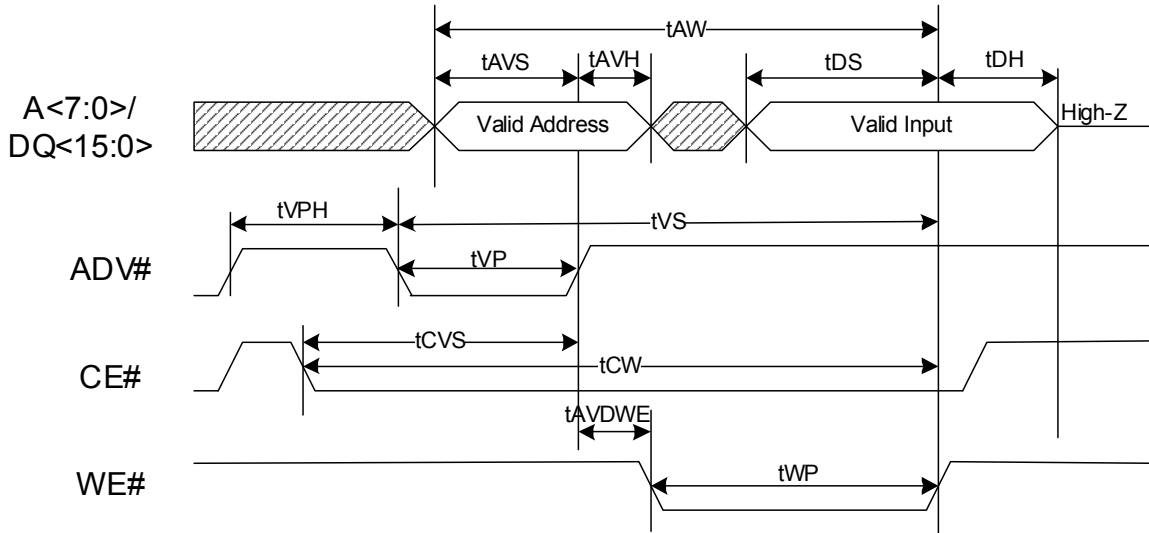 tAW
tAVS
tAVH
tDS
tDH
A<7:0>/
DQ<15:0>
Valid Address
Valid Input
High-Z
tVPH
tVS
ADV#
tVP
tCVS
CE#
tCW
tAVDWE
WE#
tWP